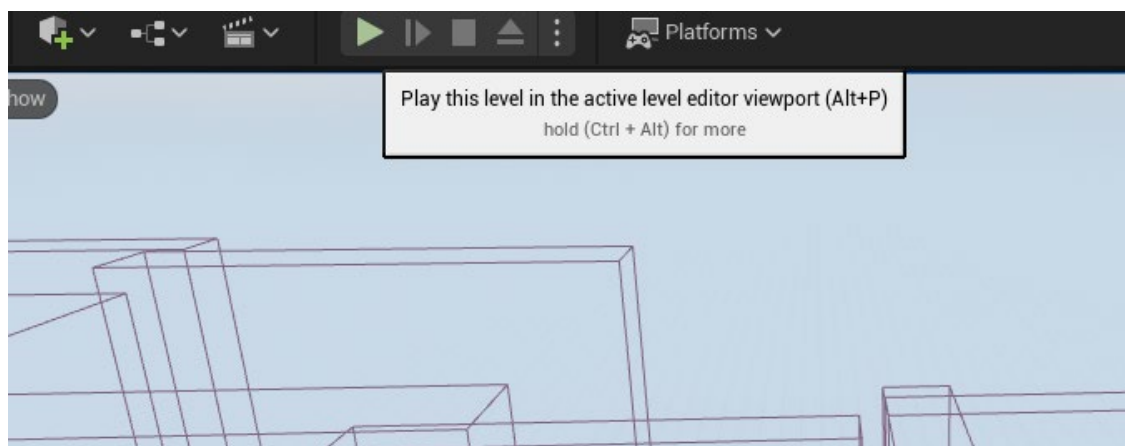 Platforms
how
Play this level in the active level editor viewport (Alt+P)
hold (Ctrl + Alt) for more